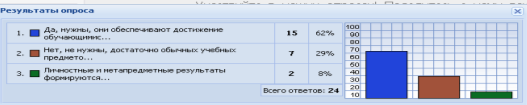 Результаты опроса
1. Да, нужны, они обеспечивают достижение обучающимис... 15 62%
2. Нет, не нужны, достаточно обычных учебных предмето... 7 29%
3. Личностные и метапредметные результаты формируются... 2 8%
Всего ответов: 24
100
90
80
70
60
50
40
30
20
10